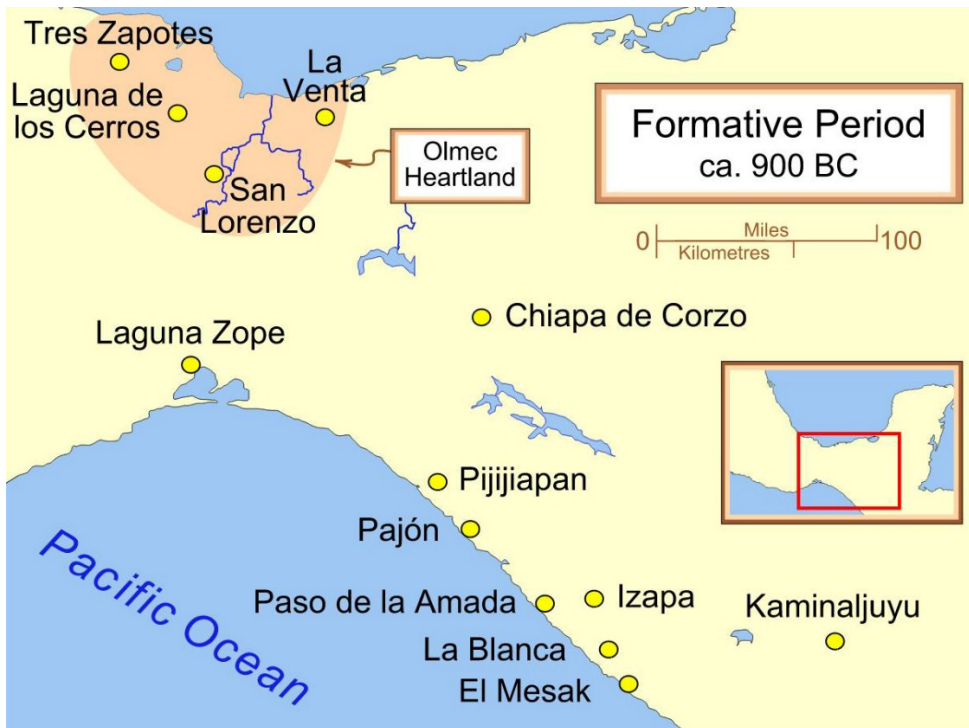 Tres Zapotes
La
Venta
Laguna de
los Cerros
San
Lorenzo
Olmec
Heartland
Formative Period
ca. 900 BC
0 Miles 100
Kilometres
Chiapa de Corzo
Laguna Zope
Pijijiapan
Pajón
Paso de la Amada
Izapa
Kaminaljuyu
La Blanca
El Mesak
Pacific Ocean